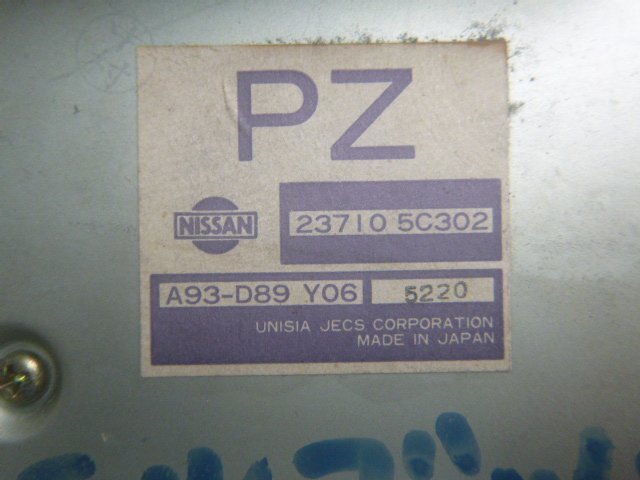 PZ
NISSAN
23710 5C302
A93-D89 Y06
5220
UNISIA JECS CORPORATION
MADE IN JAPAN